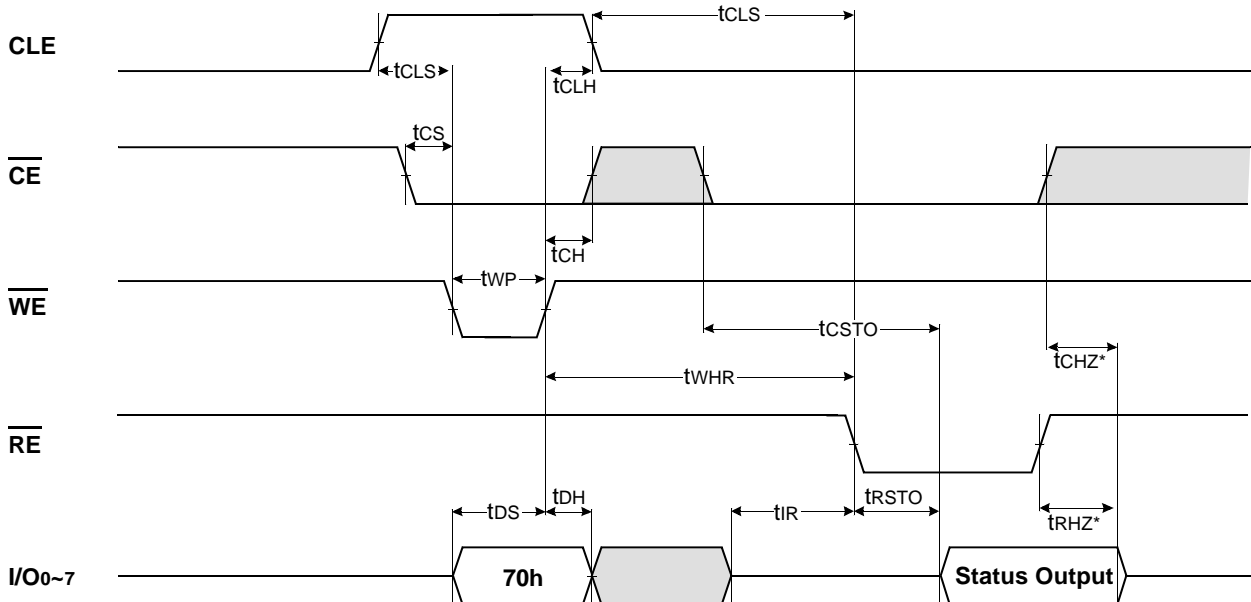 tCLS
CLE
tCLS
tCLH
tCS
CE
tCH
tWP
WE
tCSTO
tCHZ*
tWHR
RE
tDH
tDS
tIR
tRSTO
tRHZ*
I/O0~7
70h
Status Output